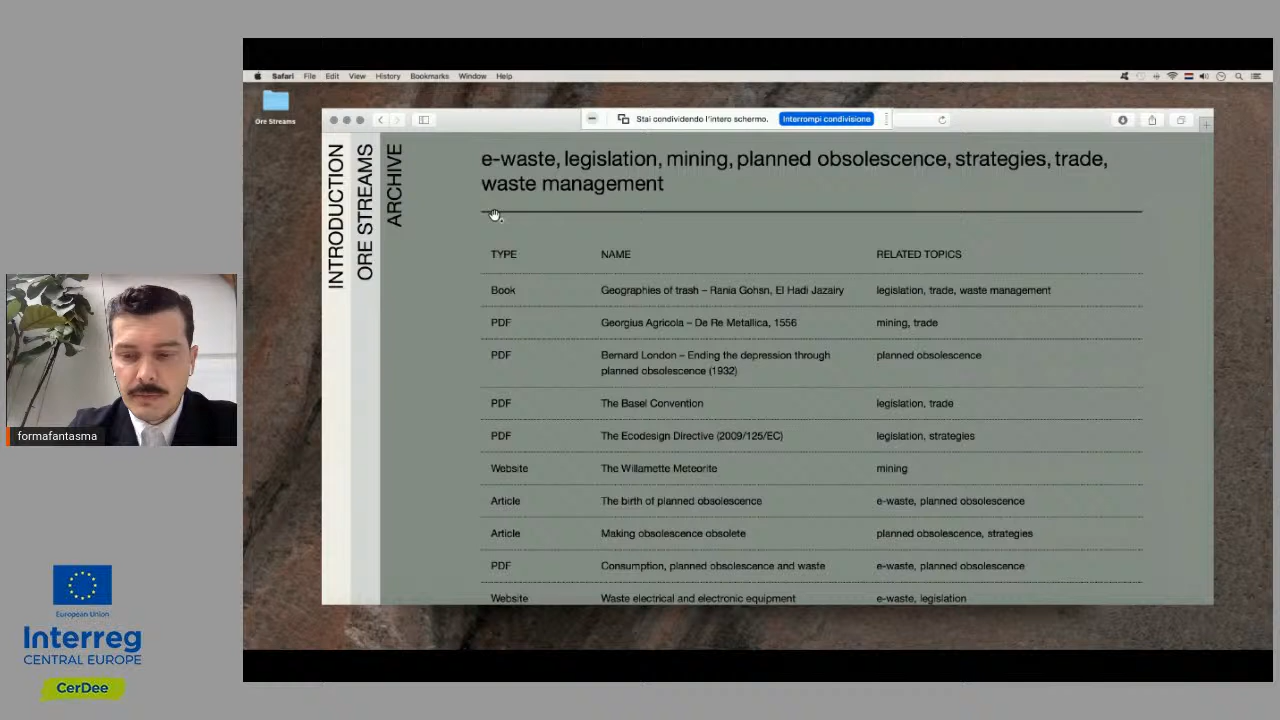 Safari File Edit View History Bookmarks Window Help
Ore Streams
Stai condividendo l'intero schermo. Interrompi condivisione
INTRODUCTION
ORE STREAMS
ARCHIVE
e-waste, legislation, mining, planned obsolescence, strategies, trade,
waste management
TYPE NAME RELATED TOPICS
Book Geographies of trash – Rania Gohsn, El Hadi Jazairy legislation, trade, waste management
PDF Georgius Agricola – De Re Metallica, 1556 mining, trade
PDF Bernard London – Ending the depression through planned obsolescence
planned obsolescence (1932)
PDF The Basel Convention legislation, trade
PDF The Ecodesign Directive (2009/125/EC) legislation, strategies
Website The Willamette Meteorite mining
Article The birth of planned obsolescence e-waste, planned obsolescence
Article Making obsolescence obsolete planned obsolescence, strategies
PDF Consumption, planned obsolescence and waste e-waste, planned obsolescence
Website Waste electrical and electronic equipment e-waste, legislation
formafantasma
European Union
Interreg
CENTRAL EUROPE
CerDee